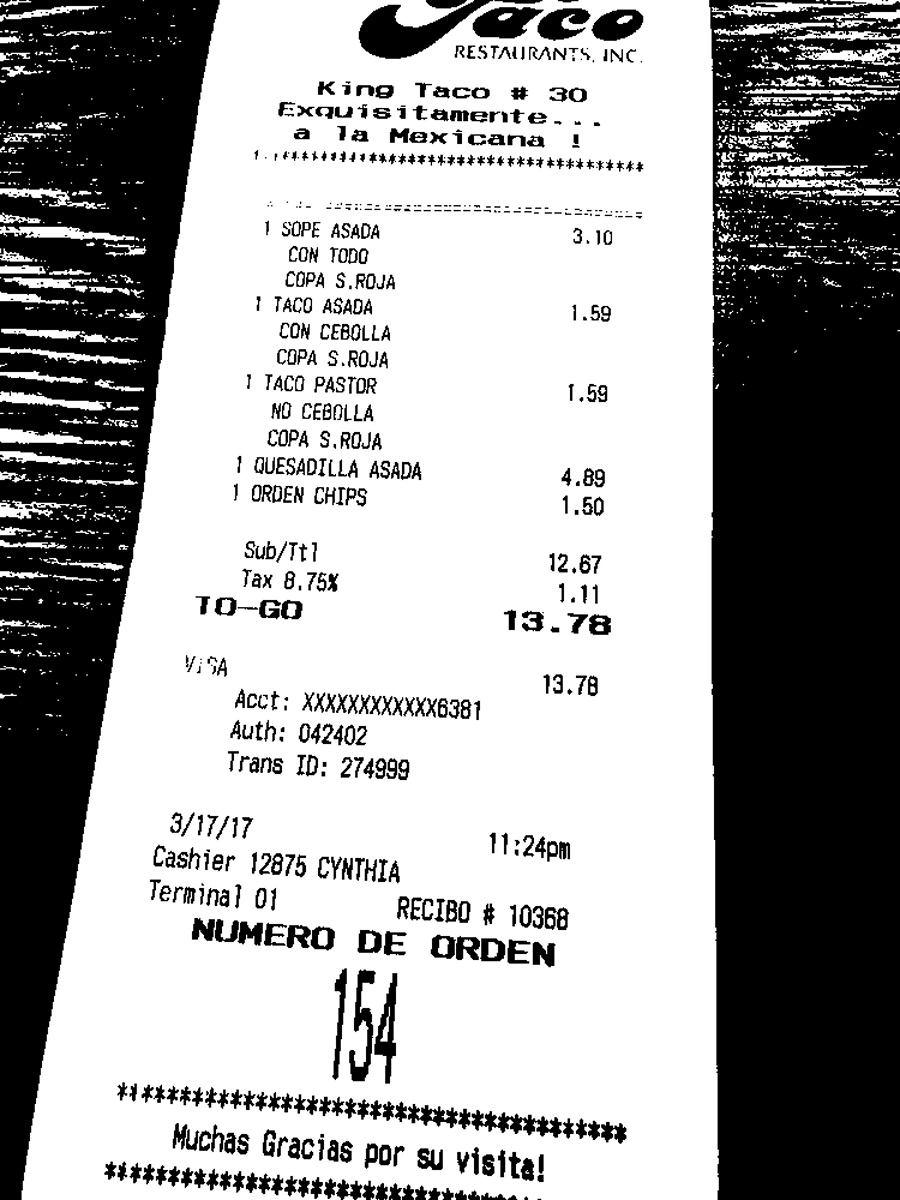 Taco
RESTAURANTS, INC.
King Taco # 30
Exquisitamente...
a la Mexicana !
****************************************
1 SOPE ASADA 3.10
CON TODO
COPA S.ROJA
1 TACO ASADA 1.59
CON CEBOLLA
COPA S.ROJA
1 TACO PASTOR 1.59
NO CEBOLLA
COPA S.ROJA
1 QUESADILLA ASADA 4.89
1 ORDEN CHIPS 1.50
Sub/Ttl 12.67
Tax 8.75% 1.11
TO-GO 13.78
ViSA 13.78
Acct: XXXXXXXXXXXX6381
Auth: 042402
Trans ID: 274999
3/17/17 11:24pm
Cashier 12875 CYNTHIA
Terminal 01 RECIBO # 10368
NUMERO DE ORDEN
154
****************************************
Muchas Gracias por su visita!
****************************************